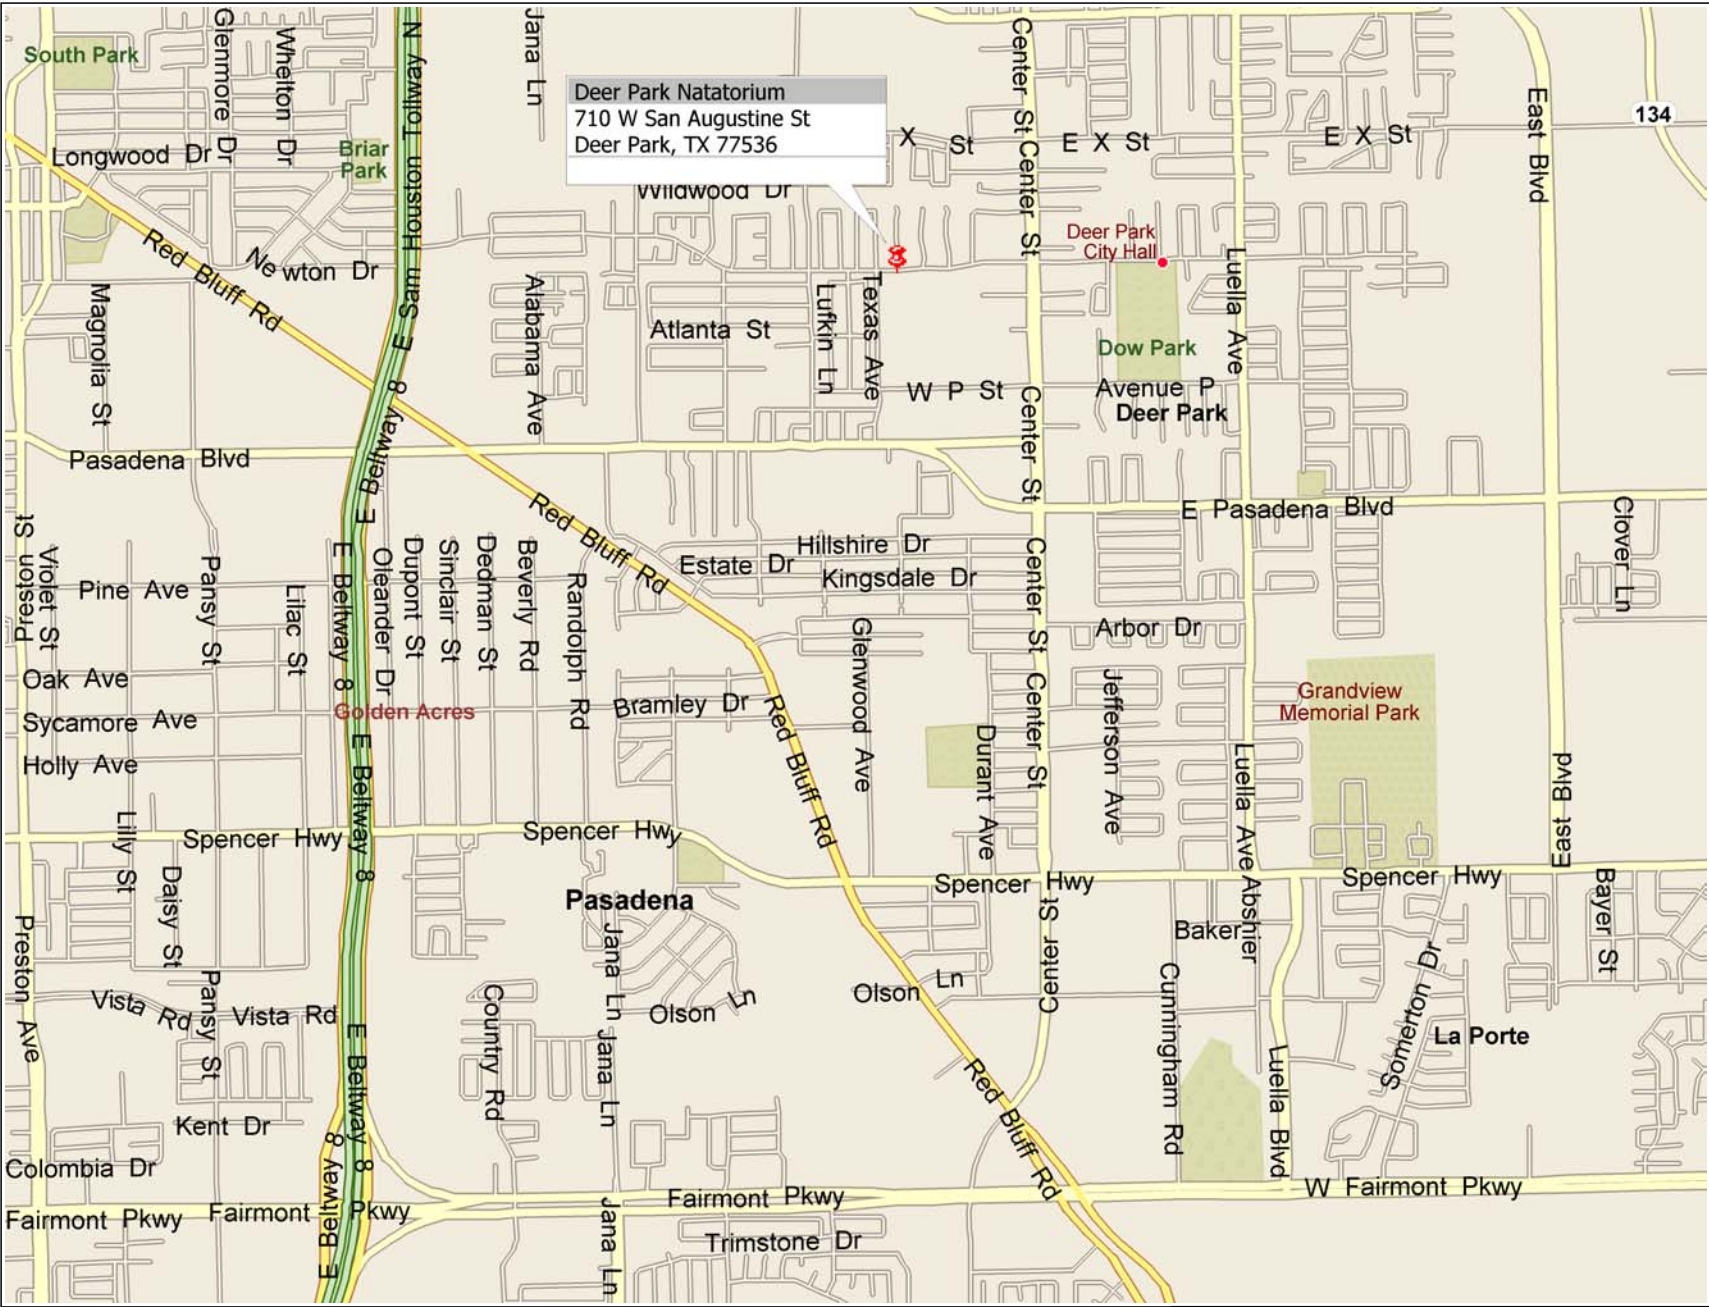 South Park
Glenmore Dr
Whelton Dr
E Sam Houston Tollway N
Jana Ln
Deer Park Natatorium
710 W San Augustine St
Deer Park, TX 77536
Center St
Center St
East Blvd
134
Longwood Dr
Briar
Park
X St
E X St
E X St
Wildwood Dr
Red Bluff Rd
Newton Dr
Deer Park
City Hall
Luella Ave
Magnolia St
Alabama Ave
Atlanta St
Lufkin Ln
Texas Ave
Dow Park
W P St
Avenue P
Deer Park
Center St
Pasadena Blvd
E Beltway 8
Red Bluff Rd
E Pasadena Blvd
Clover Ln
Preston St
Violet St
Pine Ave
Pansy St
Lilac St
E Beltway 8
Oleander Dr
Dupont St
Sinclair St
Dedman St
Beverly Rd
Randolph Rd
Hillshire Dr
Estate Dr
Kingsdale Dr
Center St
Arbor Dr
Glenwood Ave
Oak Ave
Sycamore Ave
Golden Acres
Bramley Dr
Red Bluff Rd
Center St
Jefferson Ave
Grandview
Memorial Park
Holly Ave
E Beltway 8
Durant Ave
Luella Ave
East Blvd
Lilly St
Spencer Hwy
Spencer Hwy
Spencer Hwy
Spencer Hwy
Daisy St
Pasadena
Center St
Abshier
Baker
Bayer St
Preston Ave
Jana Ln
Somerton Dr
Vista Rd
Pansy St
Vista Rd
Country Rd
Olson Ln
Olson Ln
Cunningham Rd
La Porte
E Beltway 8
Jana Ln
Red Bluff Rd
Luella Blvd
Kent Dr
Colombia Dr
E Beltway 8
Fairmont Pkwy
Fairmont Pkwy
Fairmont Pkwy
W Fairmont Pkwy
Jana Ln
Trimstone Dr